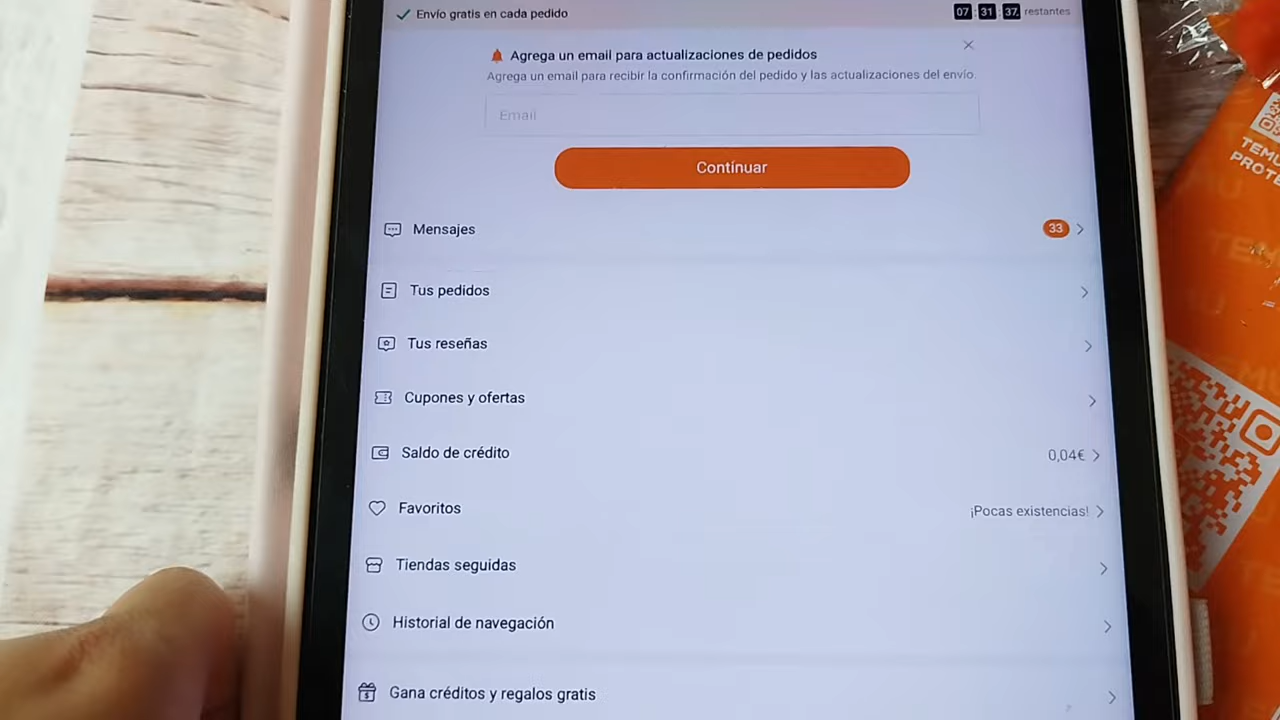 Envío gratis en cada pedido
07 31 37 restantes
Agrega un email para actualizaciones de pedidos
Agrega un email para recibir la confirmación del pedido y las actualizaciones del envío.
Email
Continuar
Mensajes
33
Tus pedidos
Tus reseñas
Cupones y ofertas
Saldo de crédito
0,04€
Favoritos
¡Pocas existencias!
Tiendas seguidas
Historial de navegación
Gana créditos y regalos gratis
TEMU